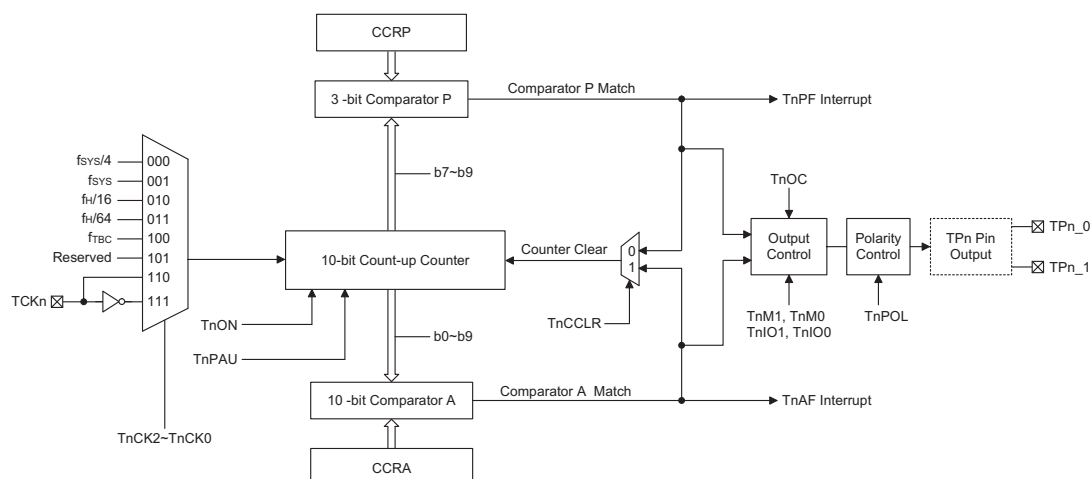 CCRP
3 -bit Comparator P
Comparator P Match
TnPF Interrupt
b7~b9
fSYS/4
000
fSYS
001
fH/16
010
fH/64
011
fTBC
100
Reserved
101
110
TCKn
111
10-bit Count-up Counter
Counter Clear
0
1
TnOC
Output
Control
Polarity
Control
TPn Pin
Output
TPn_0
TPn_1
TnON
TnPAU
b0~b9
TnCCLR
TnM1, TnM0
TnIO1, TnIO0
TnPOL
10 -bit Comparator A
Comparator A  Match
TnAF Interrupt
TnCK2~TnCK0
CCRA